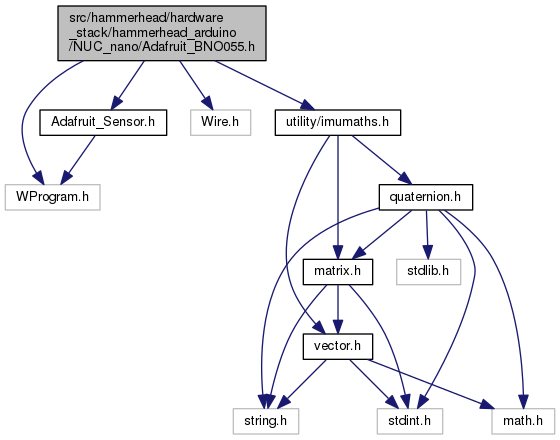 src/hammerhead/hardware
_stack/hammerhead_arduino
/NUC_nano/Adafruit_BNO055.h
Adafruit_Sensor.h
Wire.h
utility/imumaths.h
WProgram.h
quaternion.h
matrix.h
stdlib.h
vector.h
string.h
stdint.h
math.h